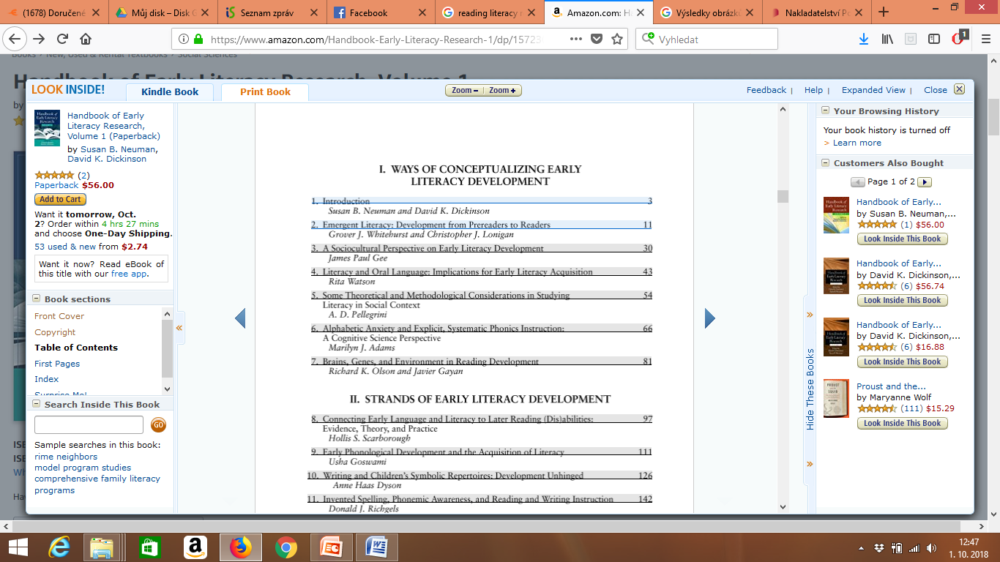 (1678) Doručené
Můj disk – Disk G
Seznam zpráv
Facebook
reading literacy r
Amazon.com: Ha
Výsledky obrázků
Nakladatelství Po
https://www.amazon.com/Handbook-Early-Literacy-Research-1/dp/15723
Vyhledat
1
Books › New, Used & Rental Textbooks › Social Sciences
Handbook of Early Literacy Research, Volume 1
by
LOOK INSIDE!
Kindle Book
Print Book
Zoom –
Zoom +
Feedback |
Help |
Expanded View |
Close
Handbook of Early
Literacy Research,
Volume 1 (Paperback)
by Susan B. Neuman,
David K. Dickinson
(2)
Paperback $56.00
Add to Cart
Want it tomorrow, Oct.
2? Order within 4 hrs 27 mins
and choose One-Day Shipping.
53 used & new from $2.74
Want it now? Read eBook of
this title with our free app.
Book sections
Front Cover
Copyright
Table of Contents
First Pages
Index
Surprise Me!
Search Inside This Book
GO
Sample searches in this book:
rime neighbors
model program studies
comprehensive family literacy
programs
I. WAYS OF CONCEPTUALIZING EARLY
LITERACY DEVELOPMENT
1. Introduction 3
Susan B. Neuman and David K. Dickinson
2. Emergent Literacy: Development from Prereaders to Readers 11
Grover J. Whitehurst and Christopher J. Lonigan
3. A Sociocultural Perspective on Early Literacy Development 30
James Paul Gee
4. Literacy and Oral Language: Implications for Early Literacy Acquisition 43
Rita Watson
5. Some Theoretical and Methodological Considerations in Studying 54
Literacy in Social Context
A. D. Pellegrini
6. Alphabetic Anxiety and Explicit, Systematic Phonics Instruction: 66
A Cognitive Science Perspective
Marilyn J. Adams
7. Brains, Genes, and Environment in Reading Development 81
Richard K. Olson and Javier Gayan
II. STRANDS OF EARLY LITERACY DEVELOPMENT
8. Connecting Early Language and Literacy to Later Reading (Dis)abilities: 97
Evidence, Theory, and Practice
Hollis S. Scarborough
9. Early Phonological Development and the Acquisition of Literacy 111
Usha Goswami
10. Writing and Children's Symbolic Repertoires: Development Unhinged 126
Anne Haas Dyson
11. Invented Spelling, Phonemic Awareness, and Reading and Writing Instruction 142
Donald J. Richgels
Hide These Books
Your Browsing History
Your book history is turned off
> Learn more
Customers Also Bought
Page 1 of 2
Handbook of Early...
by Susan B. Neuman,...
(1) $56.00
Look Inside This Book
Handbook of Early...
by David K. Dickinson,...
(6) $56.74
Look Inside This Book
Handbook of Early...
by David K. Dickinson,...
(6) $16.88
Look Inside This Book
Proust and the...
by Maryanne Wolf
(111) $15.29
Look Inside This Book
12:47
1. 10. 2018